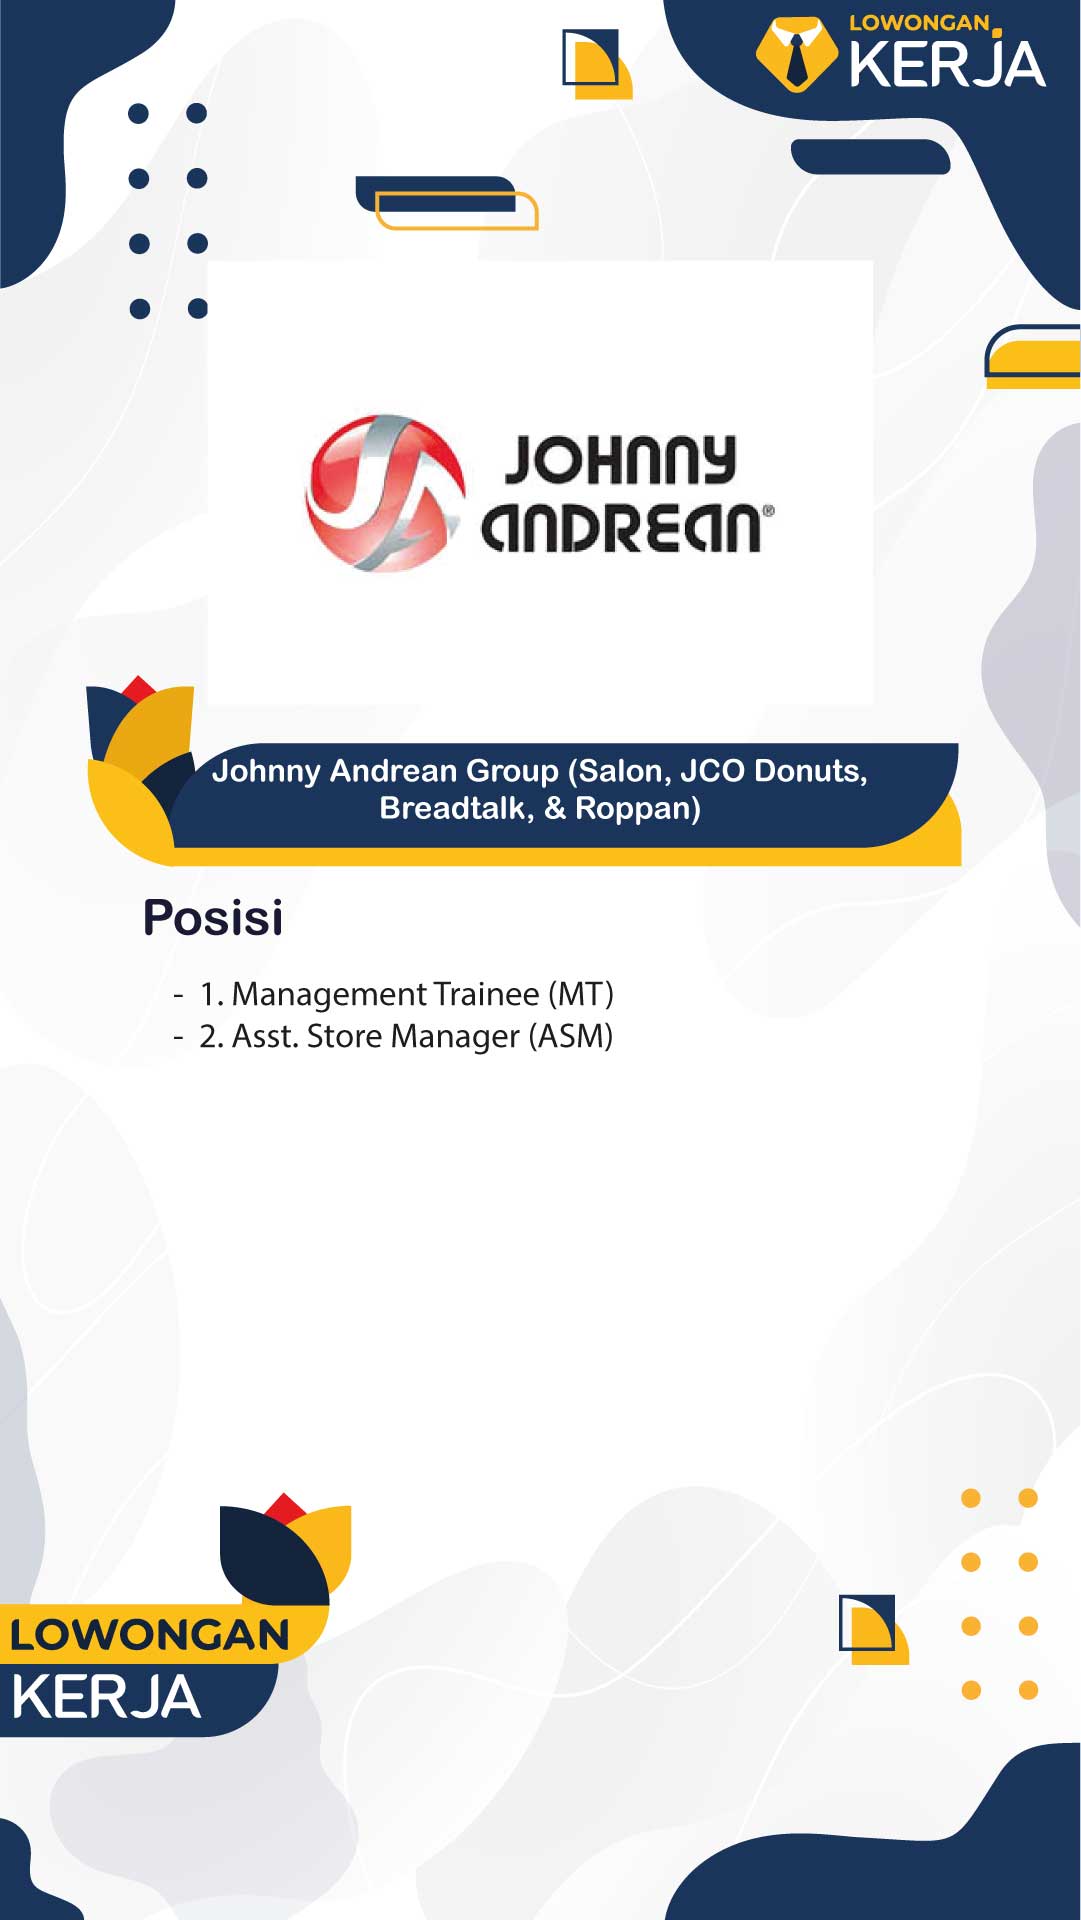 LOWONGAN
KERJA
JOHNNY
ANDREAN®
Johnny Andrean Group (Salon, JCO Donuts,
Breadtalk, & Roppan)
Posisi
- 1. Management Trainee (MT)
- 2. Asst. Store Manager (ASM)
LOWONGAN
KERJA